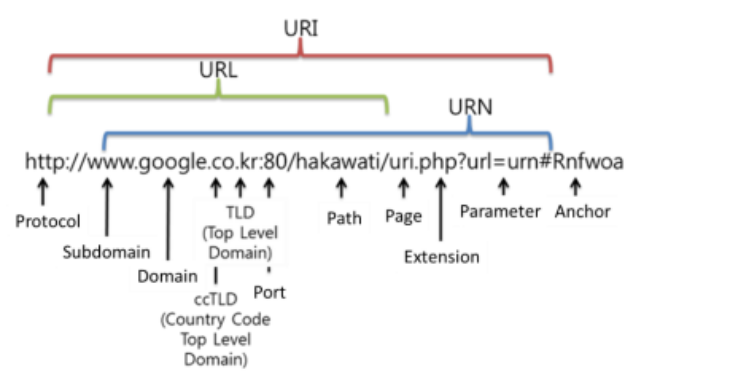 URI
URL
URN
http://www.google.co.kr:80/hakawati/uri.php?url=urn#Rnfwoa
Protocol
Subdomain
Domain
TLD
(Top Level
Domain)
ccTLD
(Country Code
Top Level
Domain)
Port
Path
Page
Extension
Parameter
Anchor